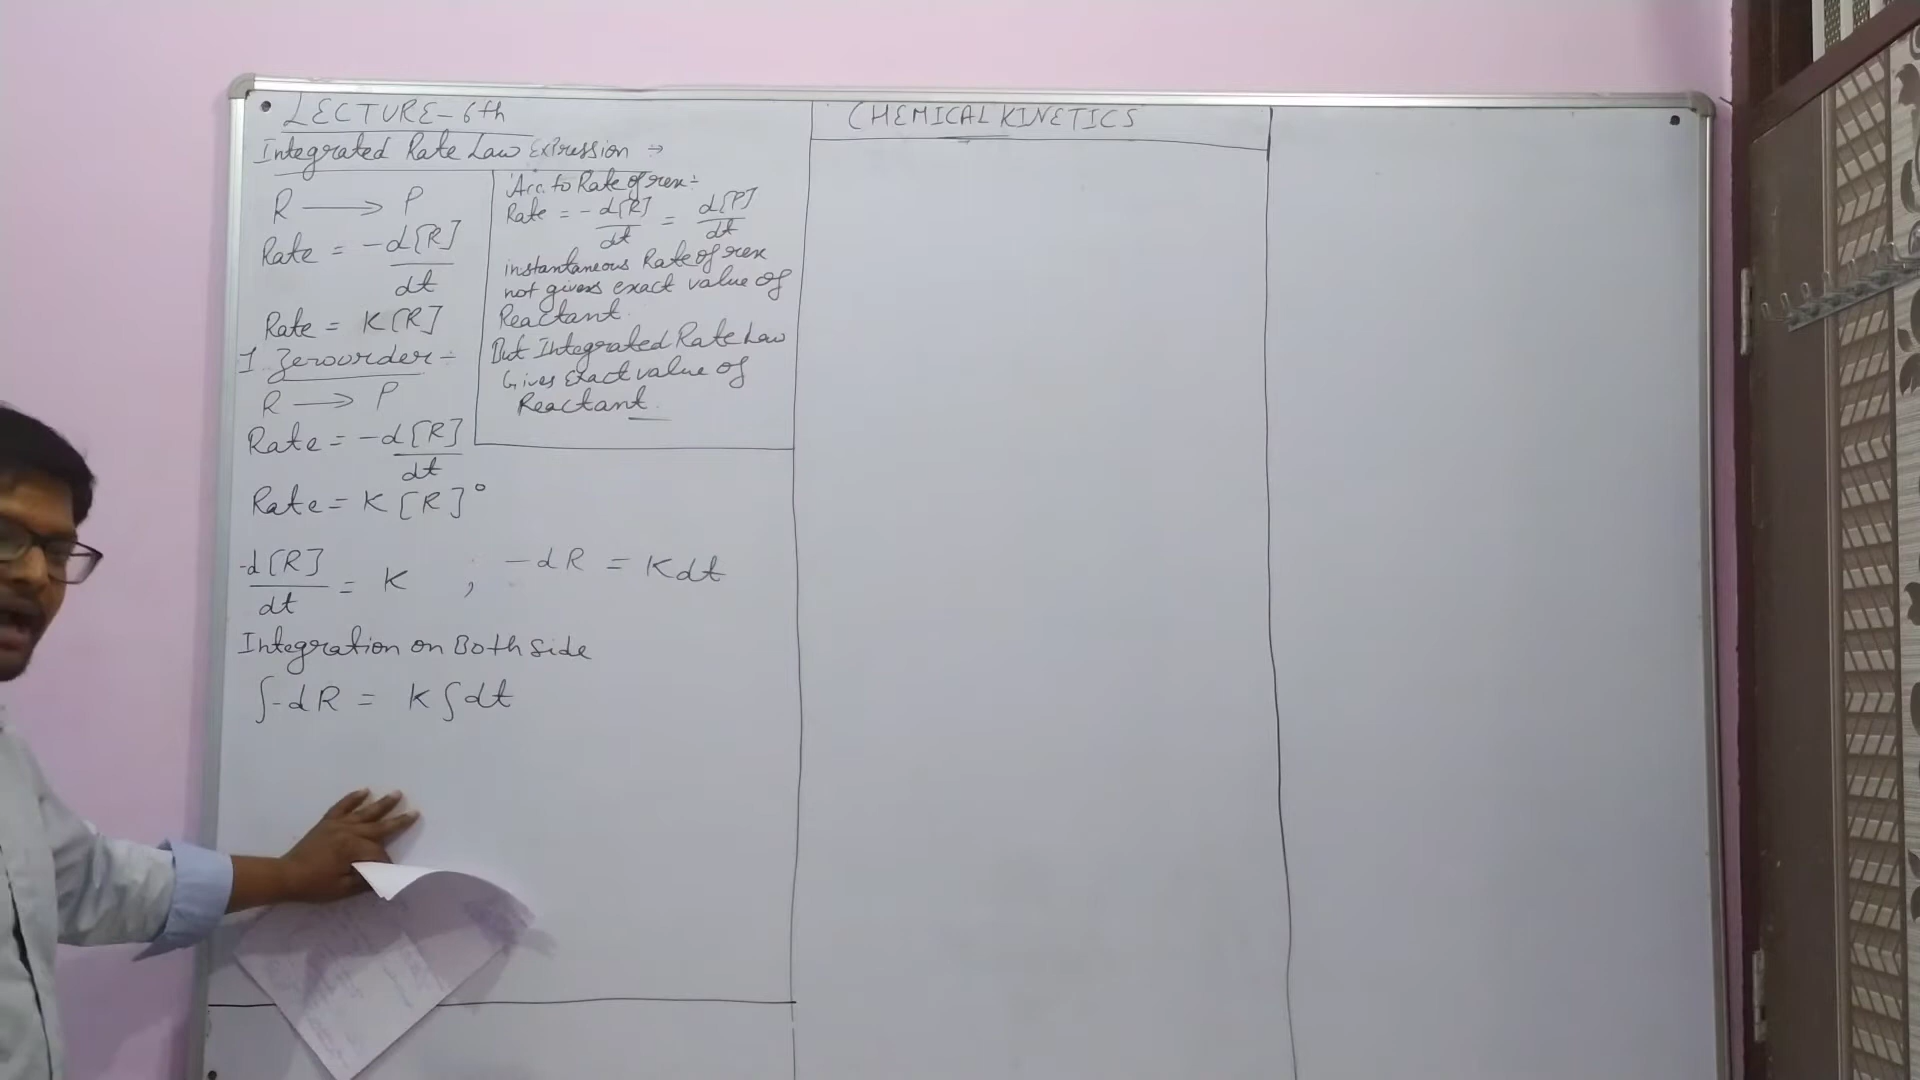 LECTURE-6th
CHEMICAL KINETICS
Integrated Rate Law Expression →
R ⟶ P
Rate = -d[R]
dt
Rate = K[R]
Acc. to Rate of rex:-
Rate = -d[R] = d[P]
dt dt
instantaneous Rate of rex
not gives exact value of
Reactant.
But Integrated Rate Law
Gives Exact value of
Reactant.
1. Zero order:-
R ⟶ P
Rate = -d[R]
dt
Rate = K[R]⁰
-d[R] = K ; -dR = Kdt
dt
Integration on Both side
∫-dR = K∫dt